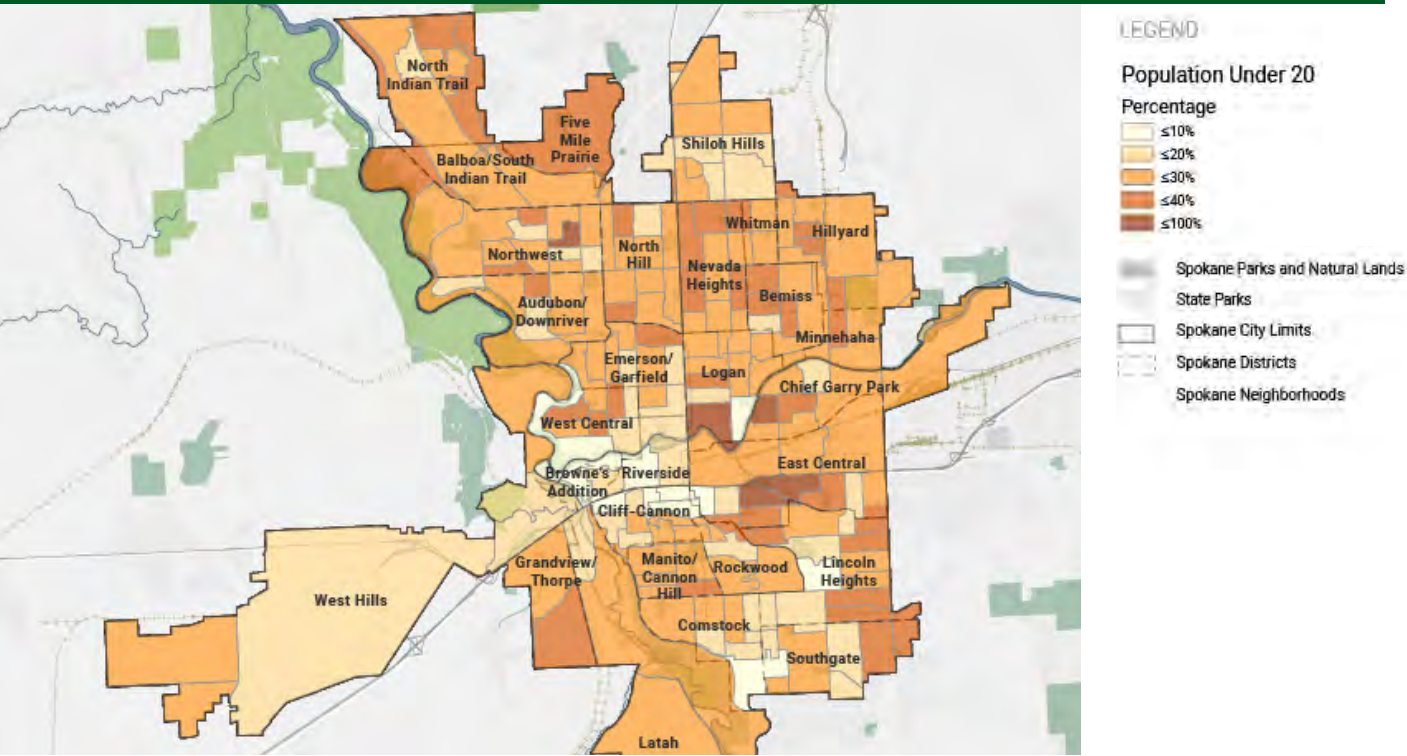 North
Indian Trail
Five
Mile
Prairie
Shiloh Hills
Balboa/South
Indian Trail
Whitman
Hillyard
Northwest
North
Hill
Nevada
Heights
Bemiss
Audubon/
Downriver
Minnehaha
Emerson/
Garfield
Logan
Chief Garry Park
West Central
East Central
Browne's
Addition
Riverside
Cliff-Cannon
Grandview/
Thorpe
Manito/
Cannon
Hill
Rockwood
Lincoln
Heights
West Hills
Comstock
Southgate
Latah
LEGEND
Population Under 20
Percentage
≤10%
≤20%
≤30%
≤40%
≤100%
Spokane Parks and Natural Lands
State Parks
Spokane City Limits
Spokane Districts
Spokane Neighborhoods